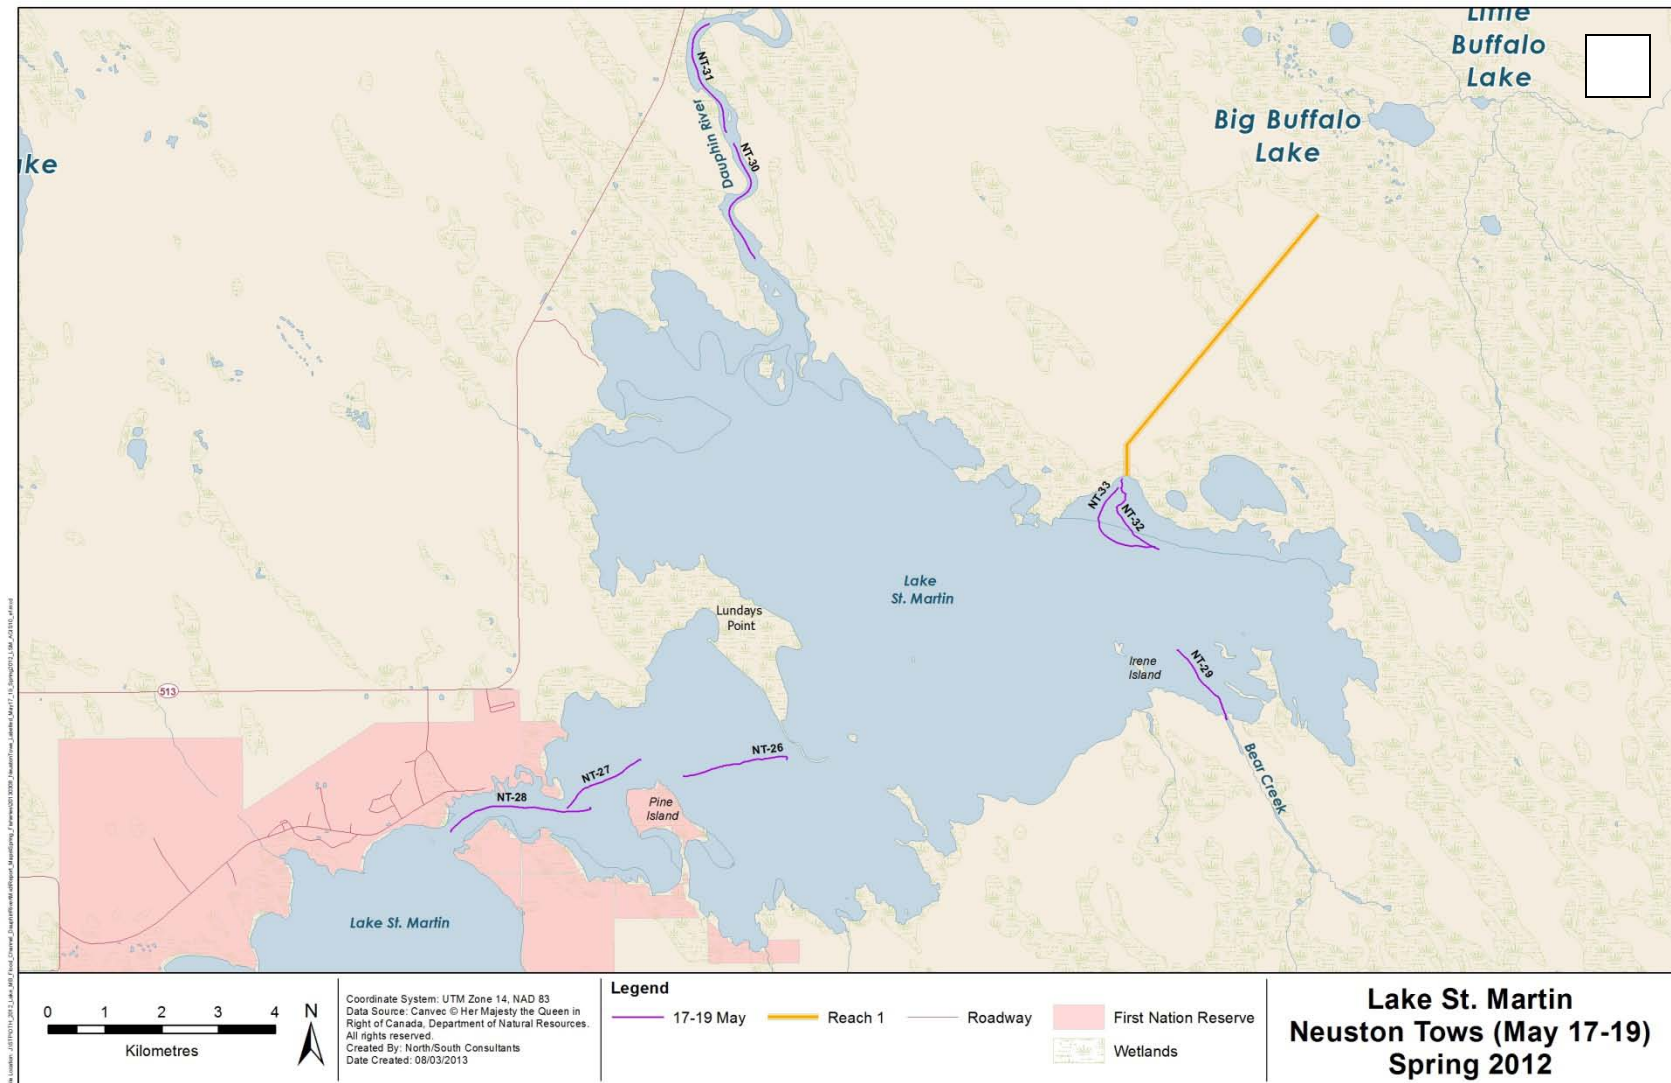 Little
Buffalo
Lake
Big Buffalo
Lake
ke
NT-31
Dauphin River
NT-30
NT-33
NT-32
Lake
St. Martin
Lundays
Point
Irene
Island
NT-29
513
NT-26
NT-27
NT-28
Pine
Island
Bear Creek
Lake St. Martin
0 1 2 3 4
Kilometres
N
Coordinate System: UTM Zone 14, NAD 83
Data Source: Canvec © Her Majesty the Queen in
Right of Canada, Department of Natural Resources.
All rights reserved.
Created By: North/South Consultants
Date Created: 08/03/2013
Legend
17-19 May
Reach 1
Roadway
First Nation Reserve
Wetlands
Lake St. Martin
Neuston Tows (May 17-19)
Spring 2012